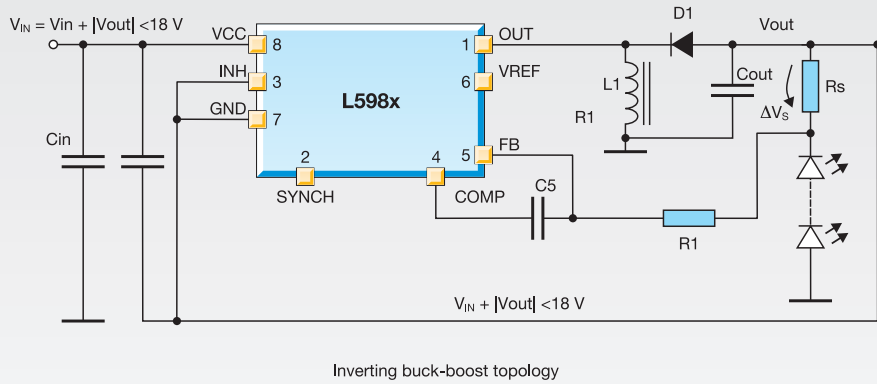 V_IN = Vin + |Vout| <18 V
VCC
8
1
OUT
D1
Vout
INH
3
6
VREF
L598x
GND
7
L1
R1
Cout
Rs
ΔV_S
Cin
5
FB
2
4
SYNCH
COMP
C5
R1
V_IN + |Vout| <18 V
Inverting buck-boost topology